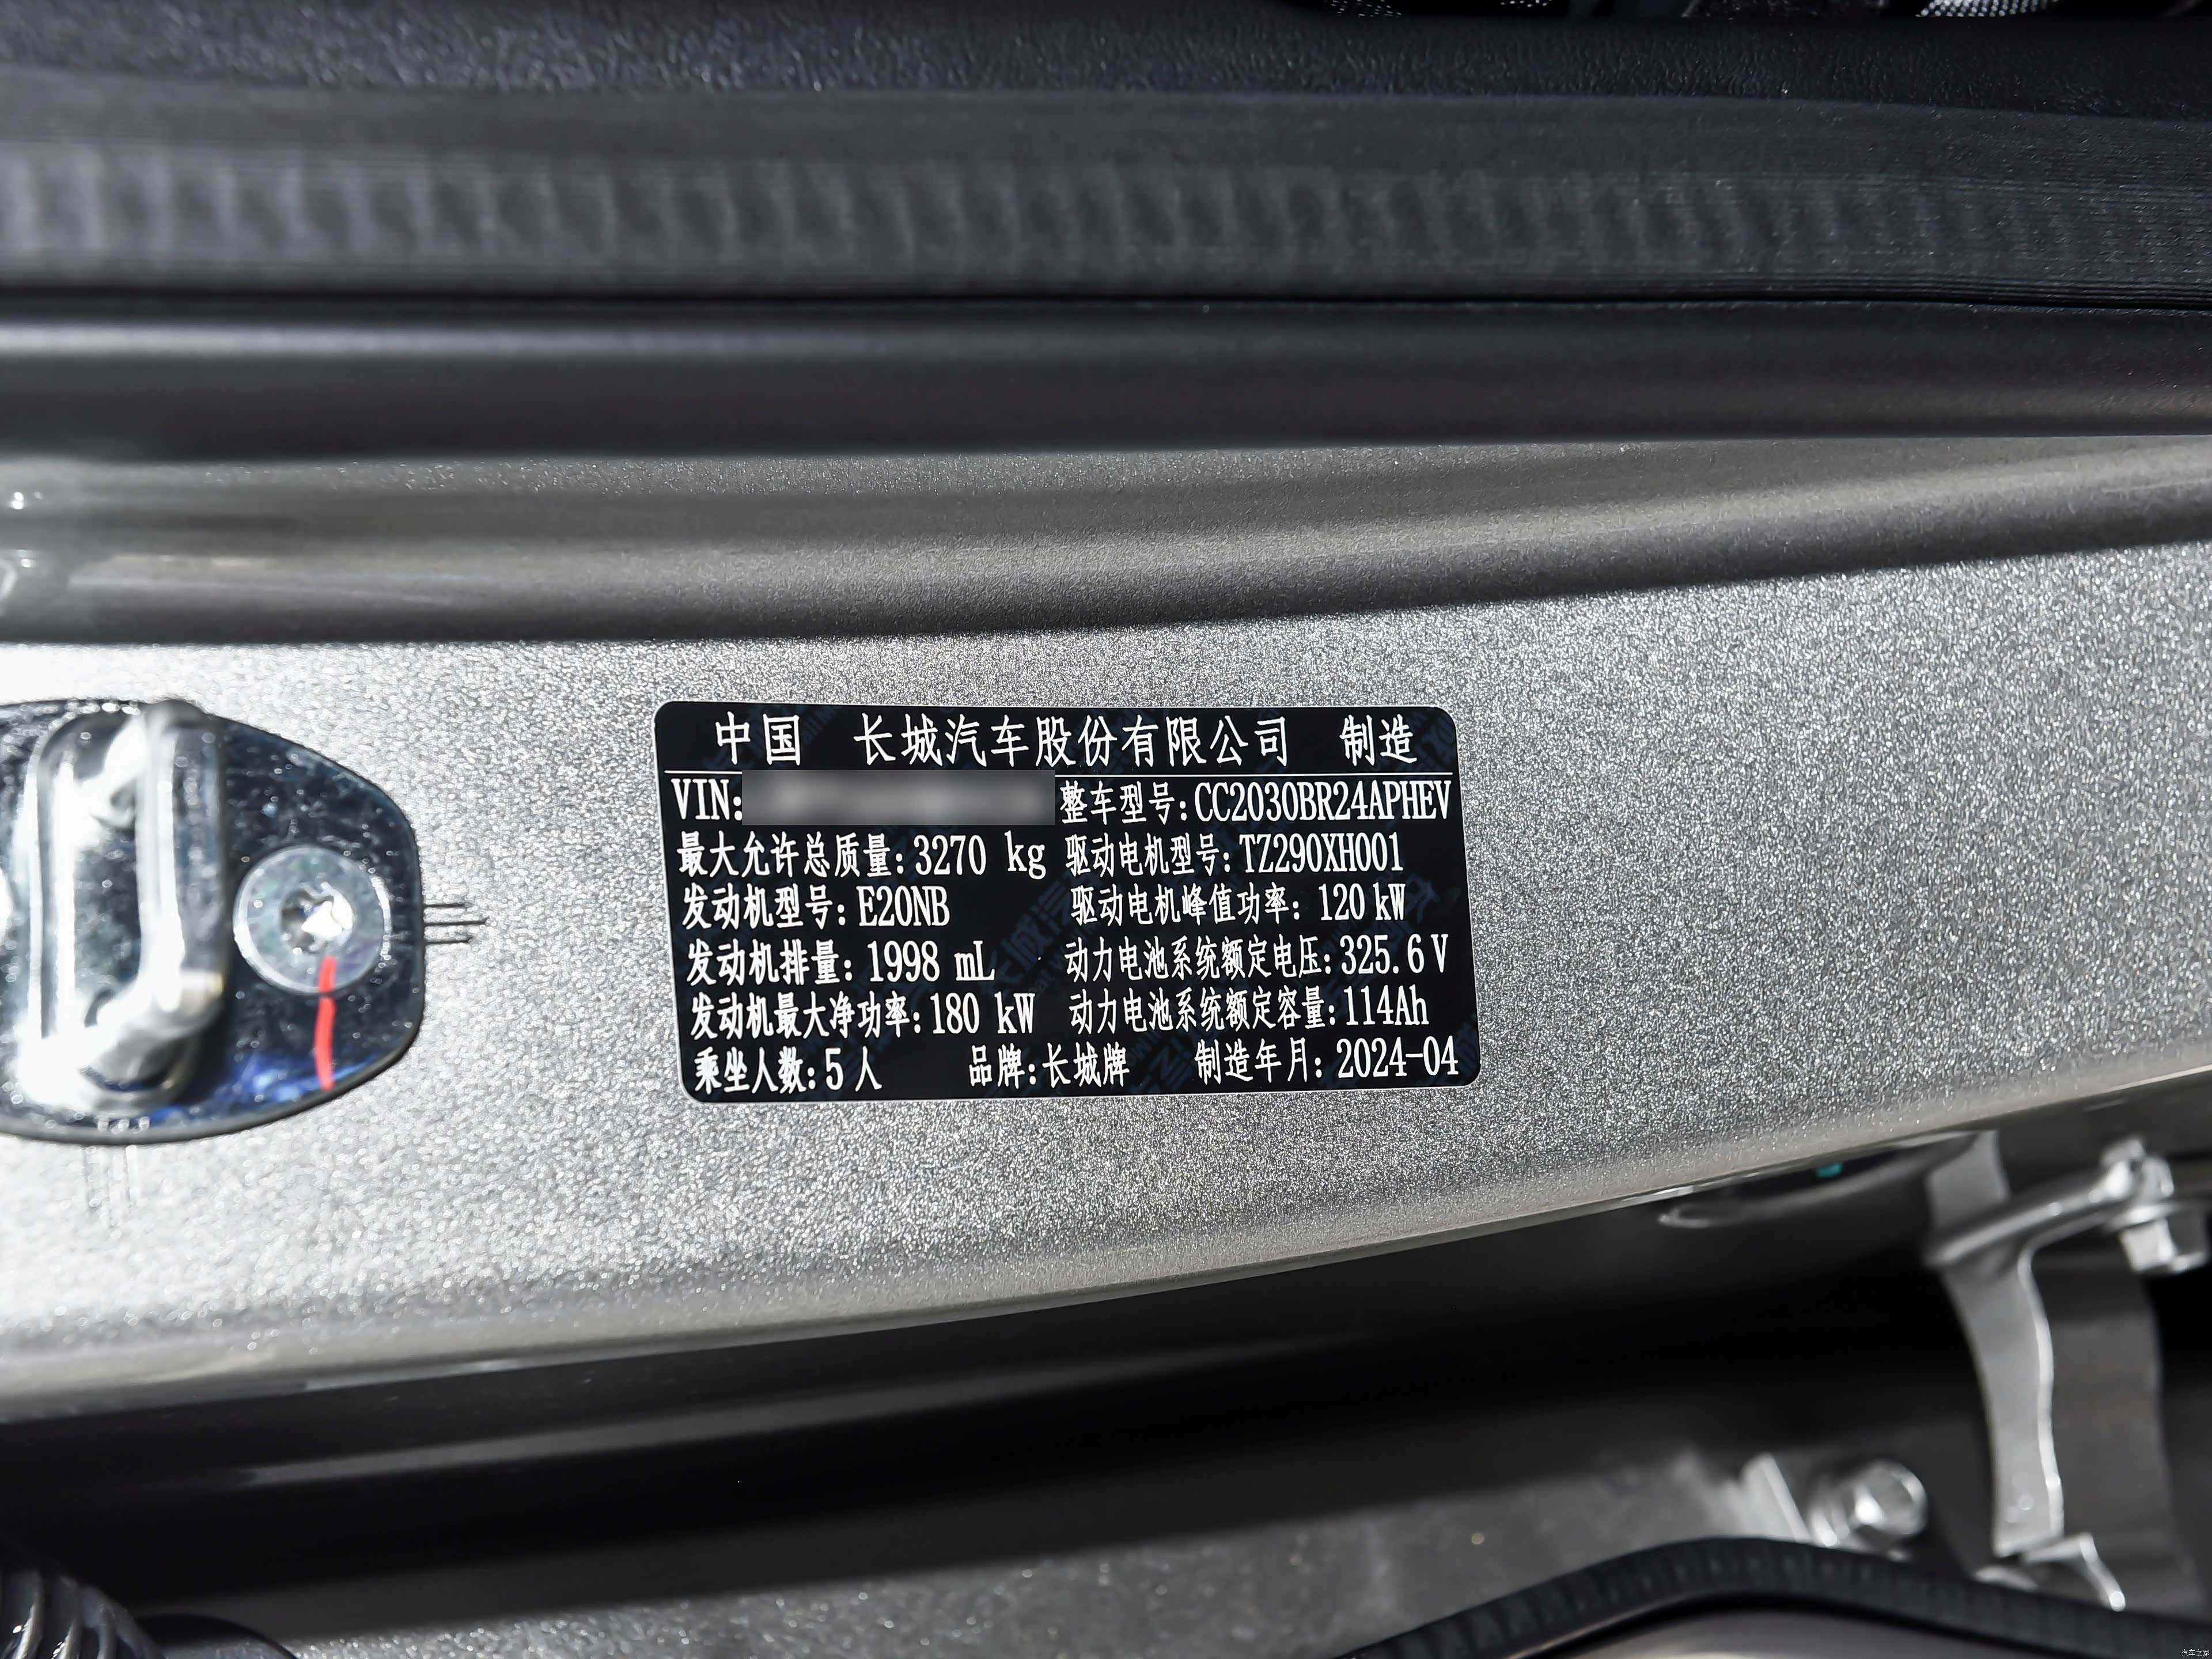 中国 长城汽车股份有限公司 制造
VIN: 整车型号:CC2030BR24APHEV
最大允许总质量:3270 kg 驱动电机型号:TZ290XH001
发动机型号:E20NB 驱动电机峰值功率:120 kW
发动机排量:1998 mL 动力电池系统额定电压:325.6V
发动机最大净功率:180 kW 动力电池系统额定容量:114Ah
乘坐人数:5人 品牌:长城牌 制造年月:2024-04
汽车之家